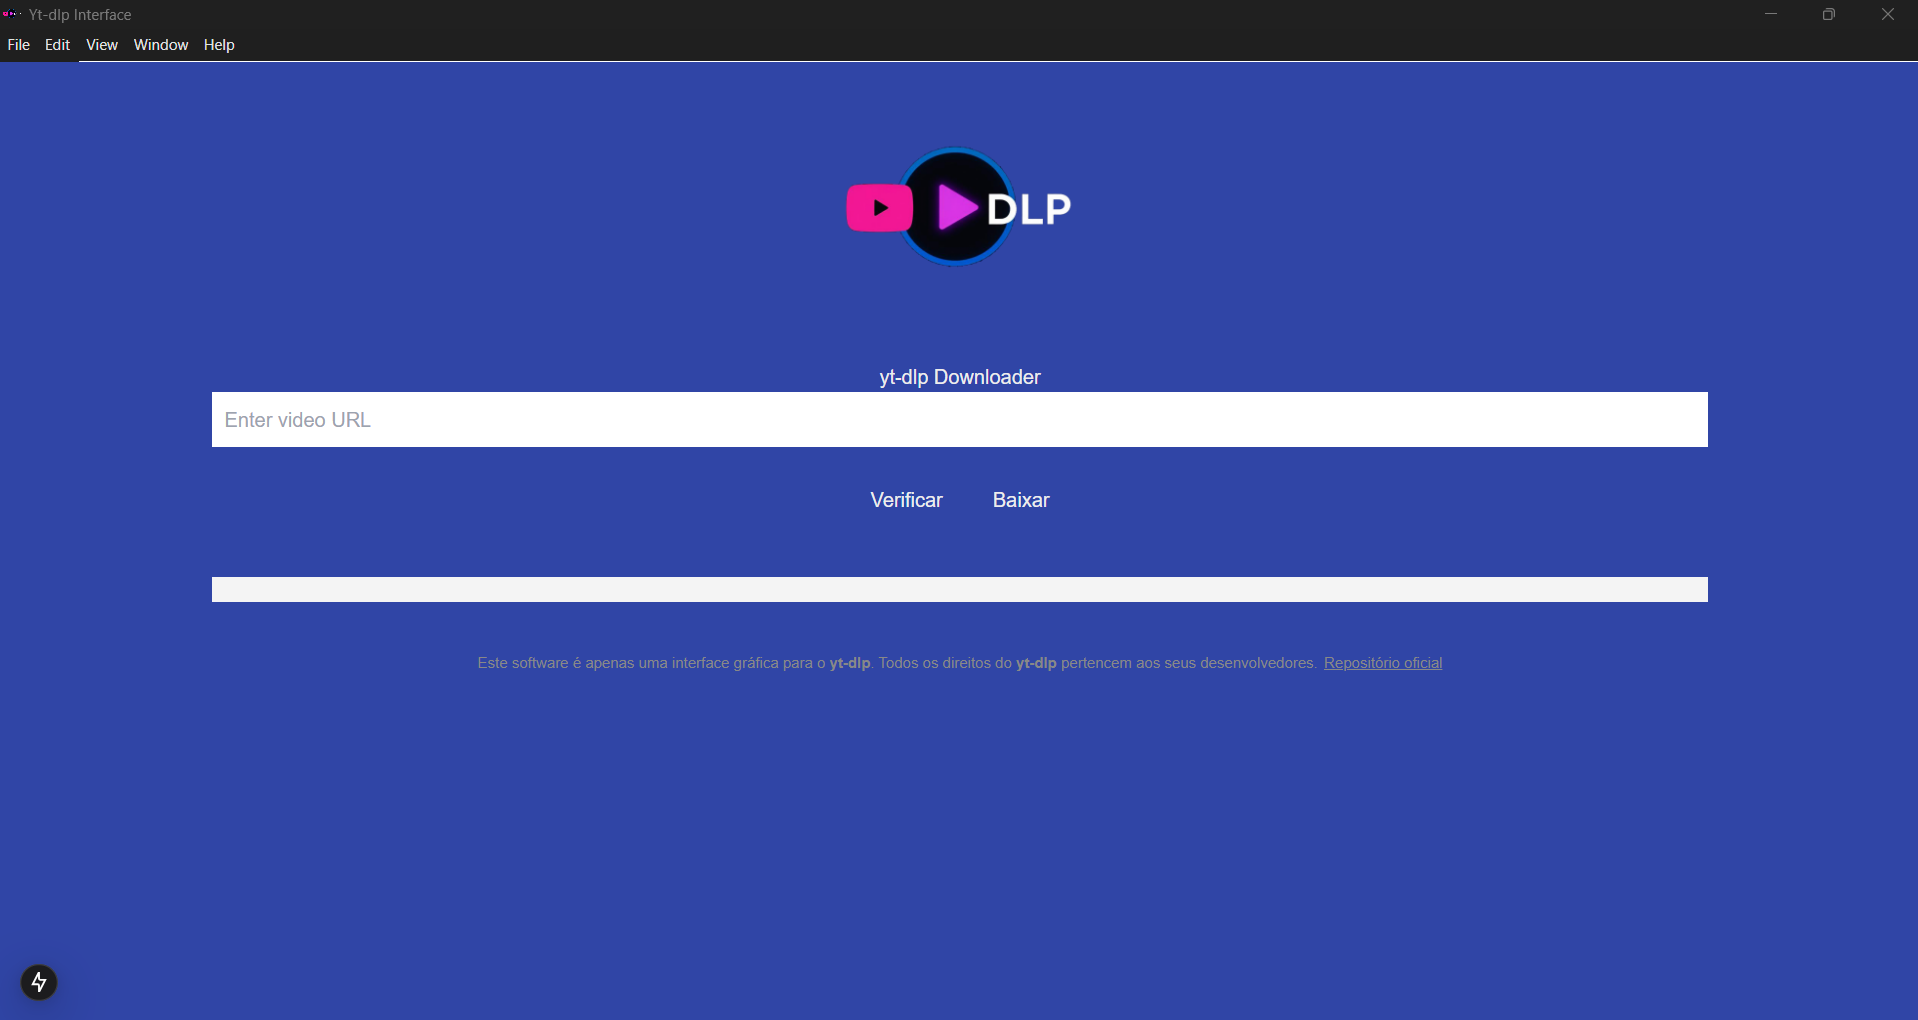 Yt-dlp Interface
File Edit View Window Help
DLP
yt-dlp Downloader
Enter video URL
Verificar Baixar
Este software é apenas uma interface gráfica para o yt-dlp. Todos os direitos do yt-dlp pertencem aos seus desenvolvedores. Repositório oficial